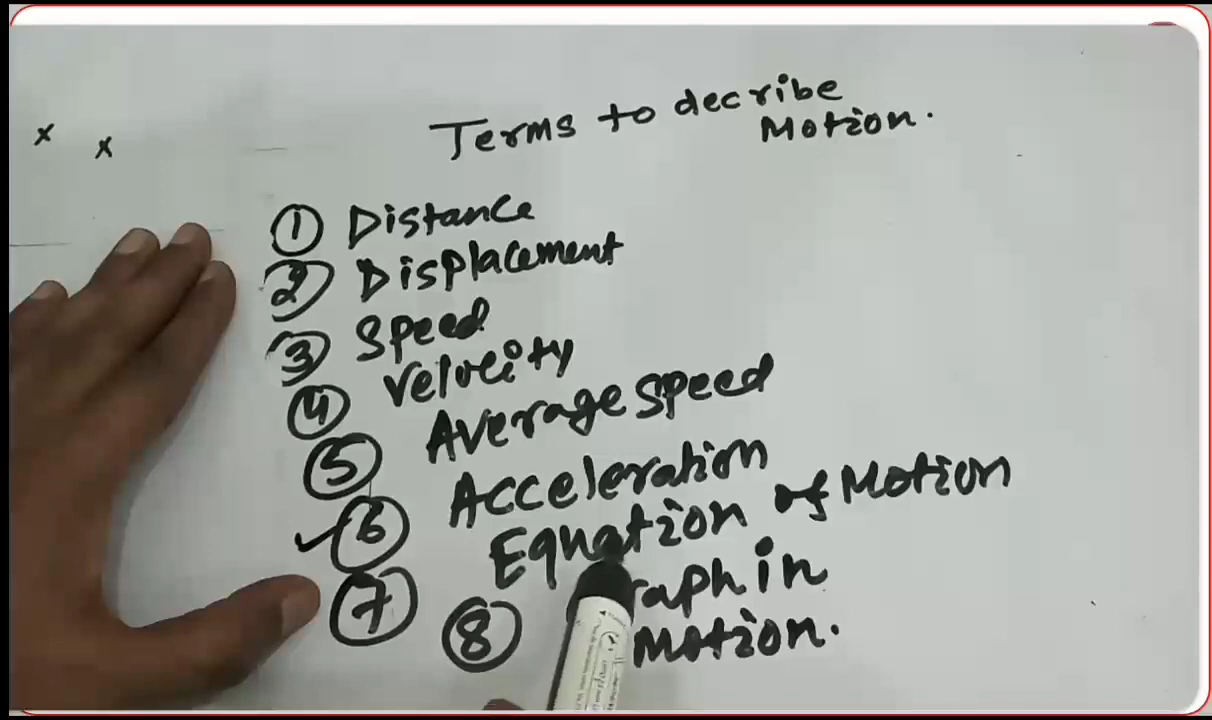 x x
Terms to decribe
Motion.
① Distance
② Displacement
③ Speed
④ Velocity
⑤ Average speed
⑥ Acceleration
⑦ Equation of Motion
⑧ raph in
Motion.